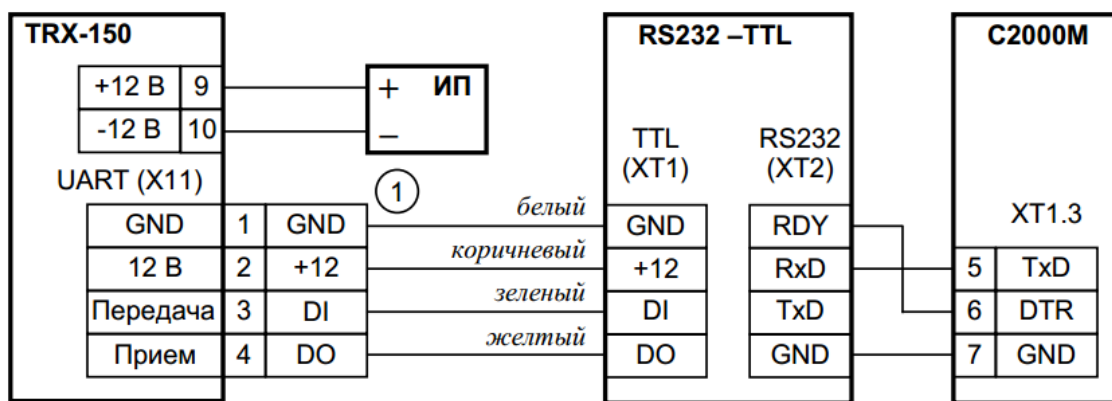 TRX-150
RS232 –TTL
C2000M
+12 В 9
+ ИП
-12 В 10
–
TTL
(XT1)
RS232
(XT2)
UART (X11)
1
XT1.3
GND 1 GND
белый
GND
RDY
12 В 2 +12
коричневый
+12
RxD
5 TxD
Передача 3 DI
зеленый
DI
TxD
6 DTR
Прием 4 DO
желтый
DO
GND
7 GND